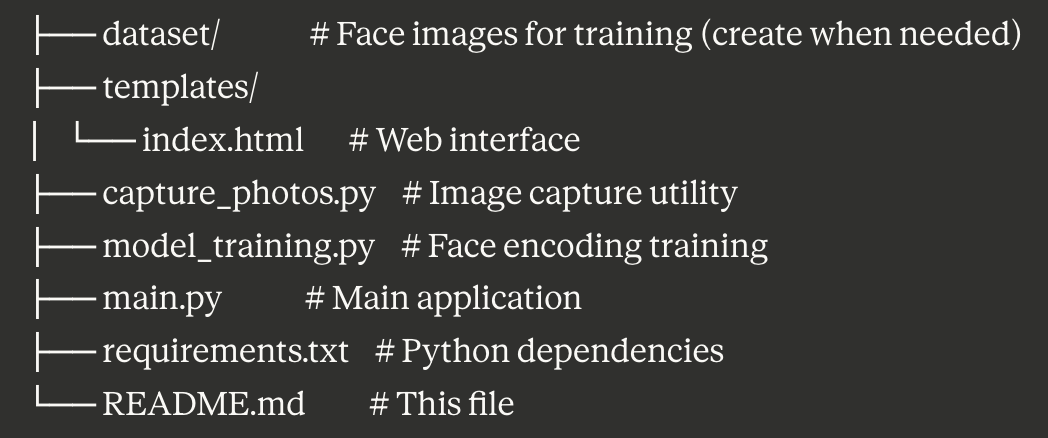 ├── dataset/ # Face images for training (create when needed)
├── templates/
│ └── index.html # Web interface
├── capture_photos.py # Image capture utility
├── model_training.py # Face encoding training
├── main.py # Main application
├── requirements.txt # Python dependencies
└── README.md # This file